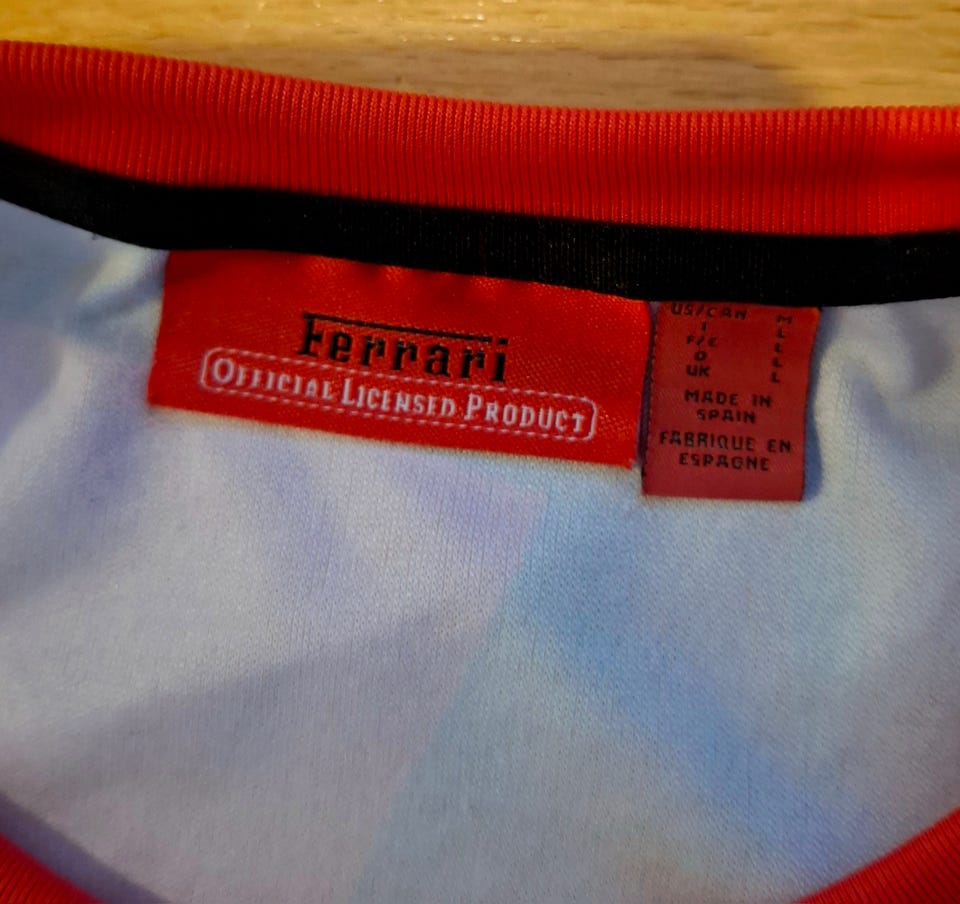 Ferrari
OFFICIAL LICENSED PRODUCT
US/CAN M
I L
F/E L
D L
UK L
MADE IN
SPAIN
FABRIQUE EN
ESPAGNE